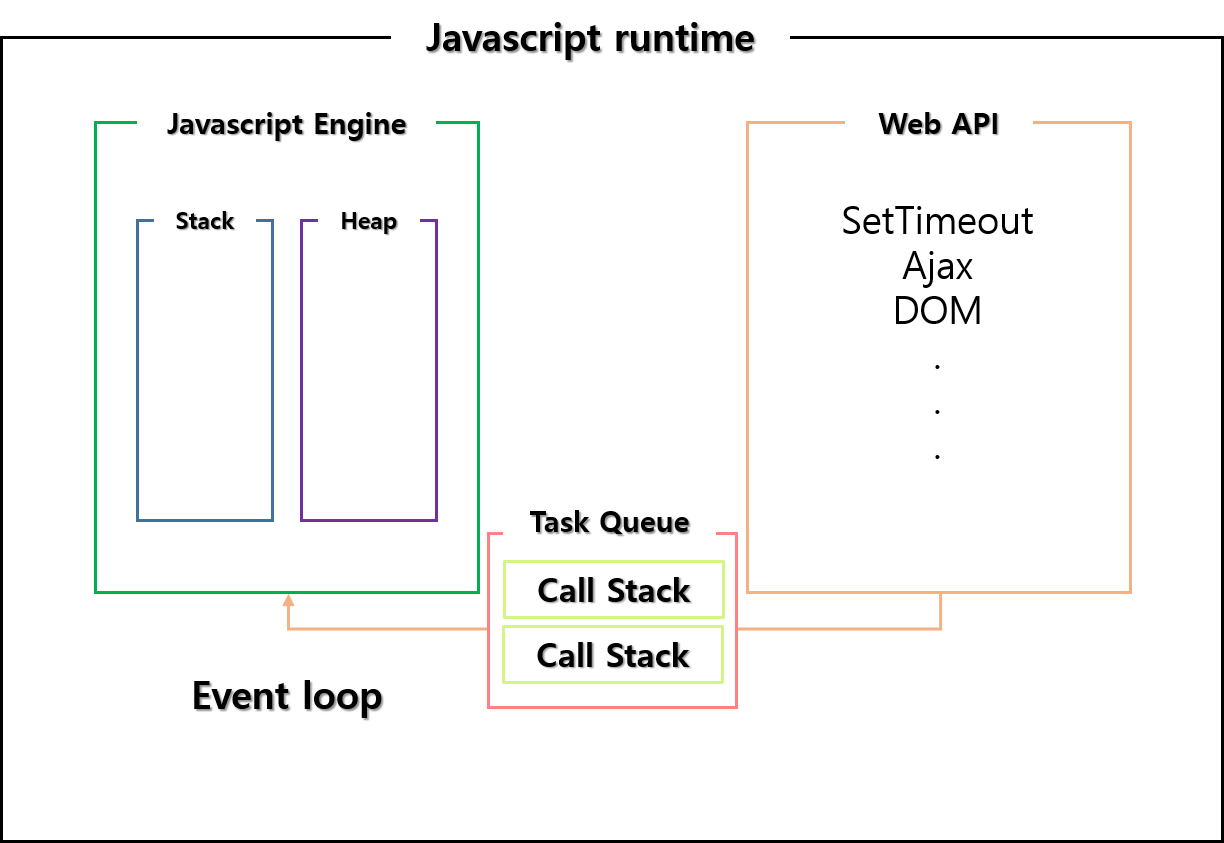 Javascript runtime
Javascript Engine
Web API
Stack
Heap
SetTimeout
Ajax
DOM
.
.
.
Task Queue
Call Stack
Call Stack
Event loop